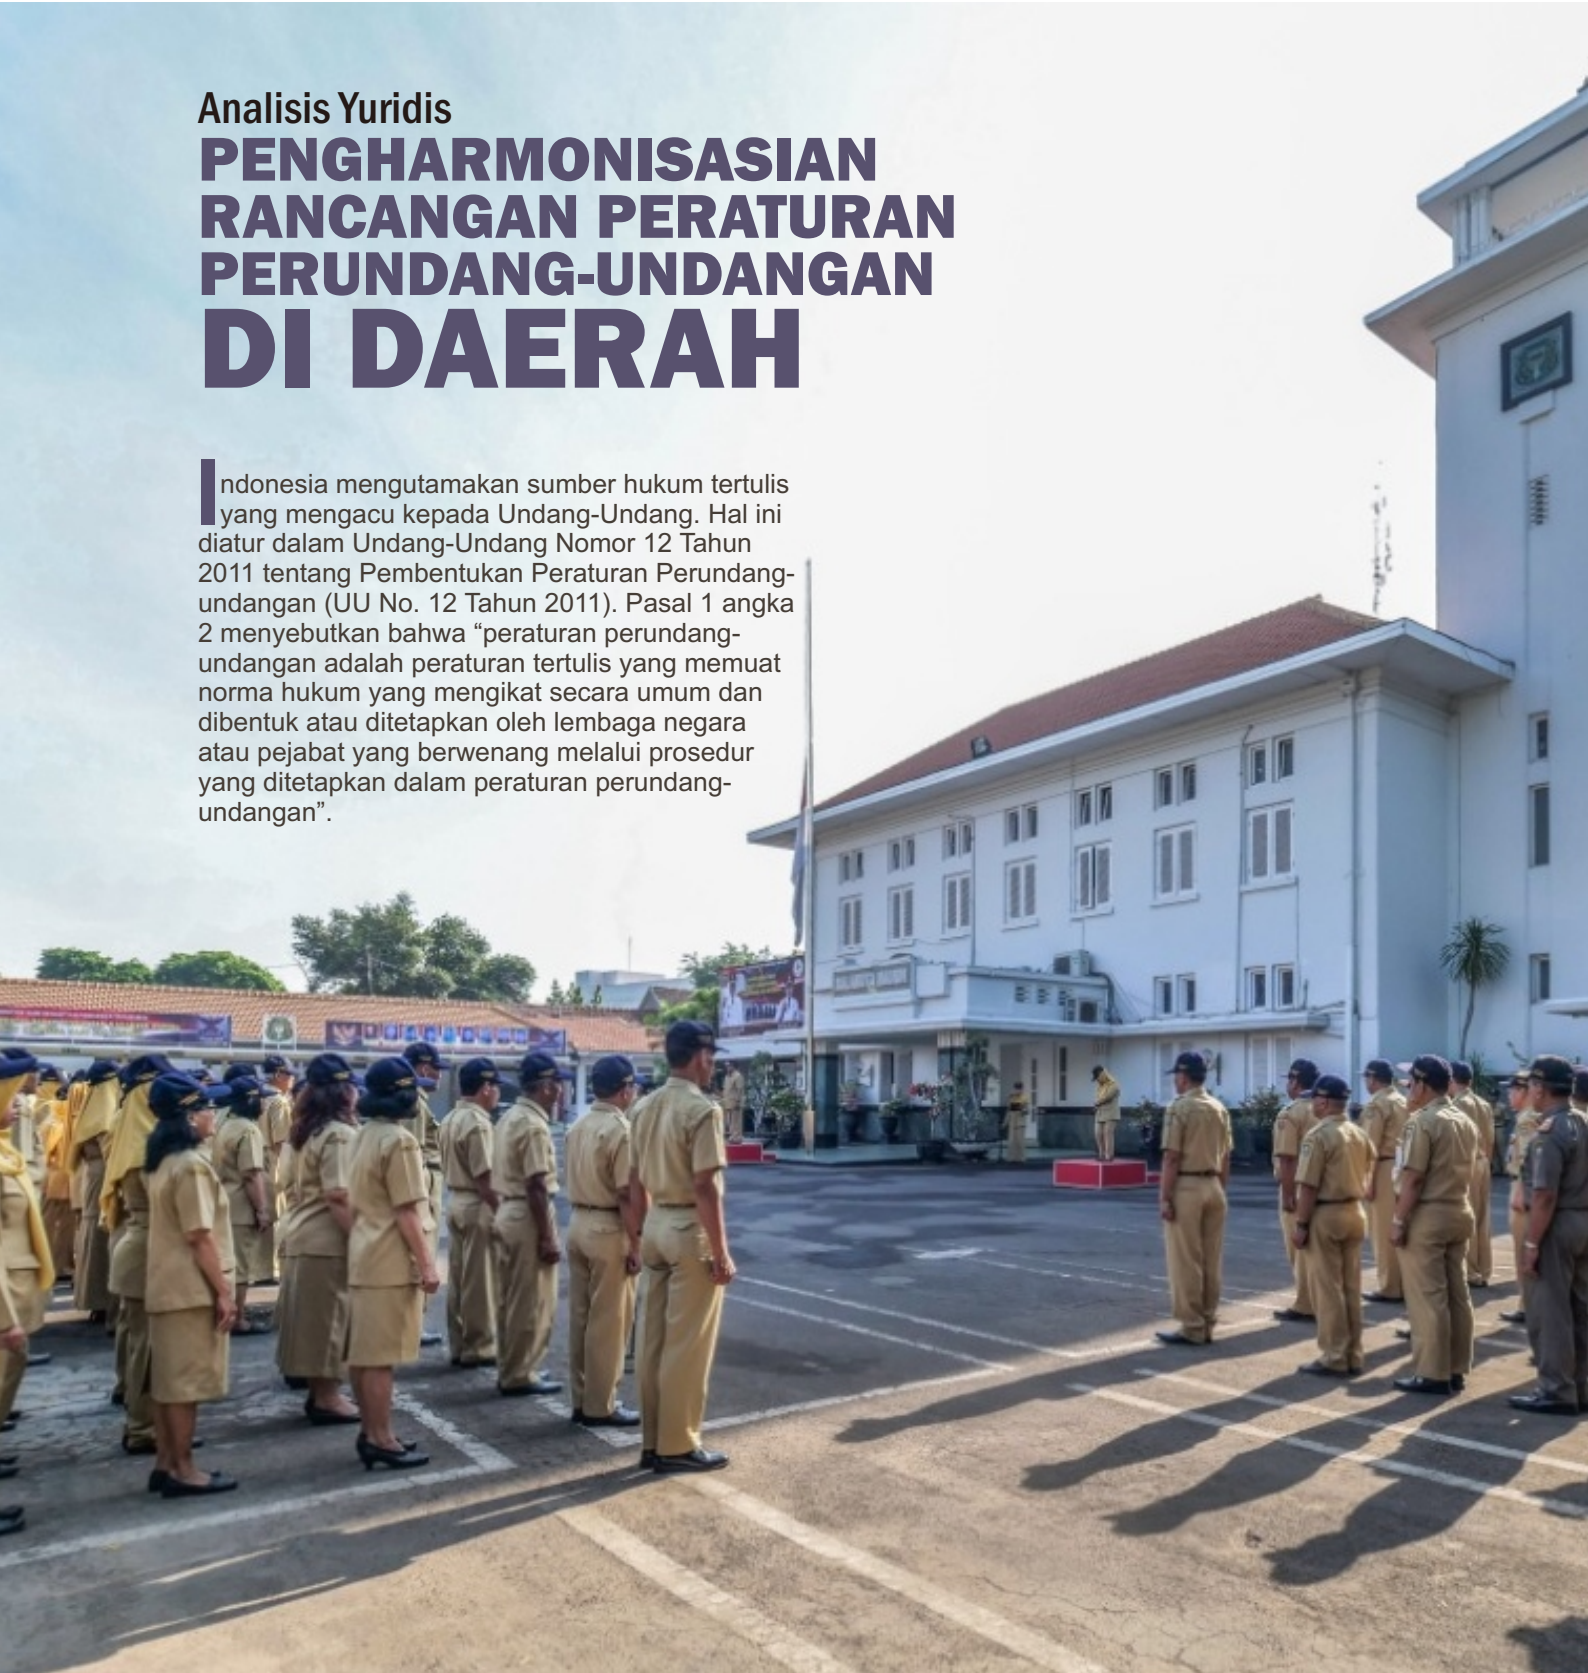 Analisis Yuridis
PENGHARMONISASIAN
RANCANGAN PERATURAN
PERUNDANG-UNDANGAN
DI DAERAH
Indonesia mengutamakan sumber hukum tertulis
yang mengacu kepada Undang-Undang. Hal ini
diatur dalam Undang-Undang Nomor 12 Tahun
2011 tentang Pembentukan Peraturan Perundang-
undangan (UU No. 12 Tahun 2011). Pasal 1 angka
2 menyebutkan bahwa “peraturan perundang-
undangan adalah peraturan tertulis yang memuat
norma hukum yang mengikat secara umum dan
dibentuk atau ditetapkan oleh lembaga negara
atau pejabat yang berwenang melalui prosedur
yang ditetapkan dalam peraturan perundang-
undangan”.